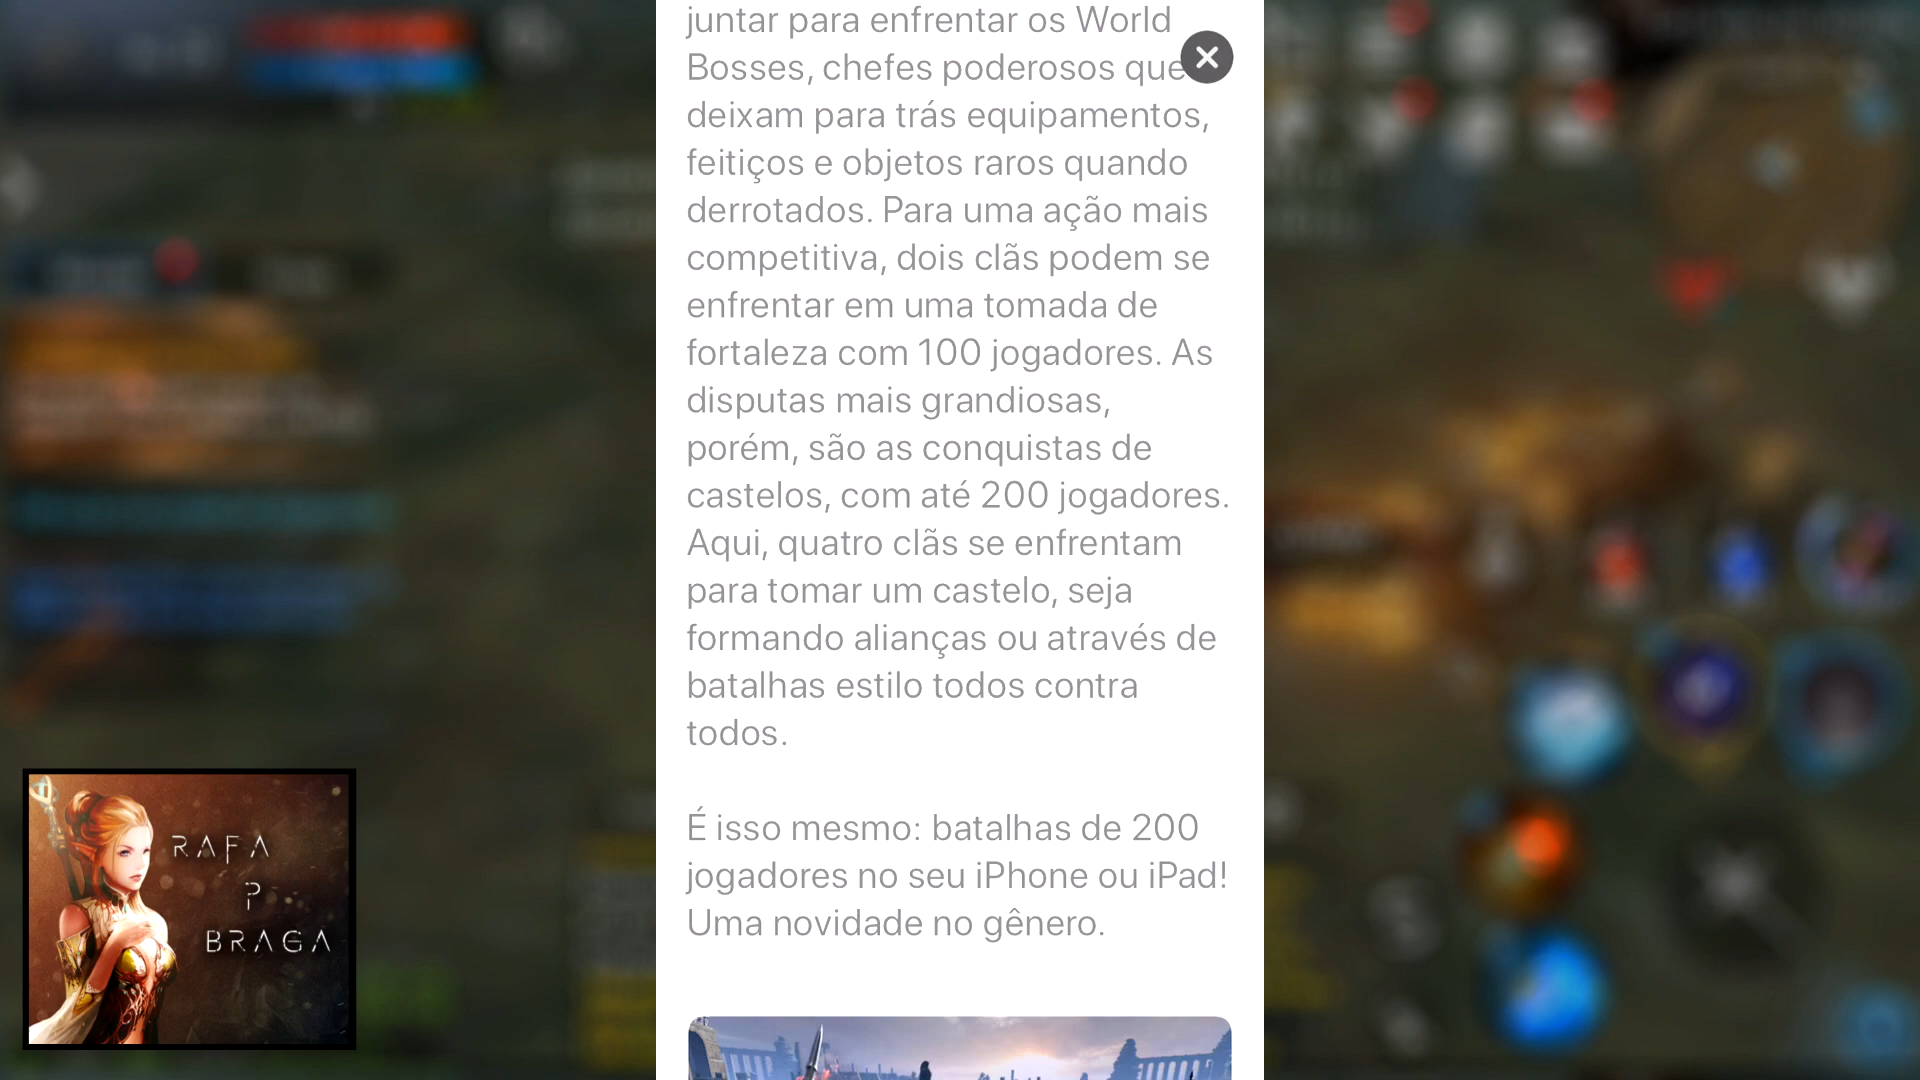 juntar para enfrentar os World
Bosses, chefes poderosos que
deixam para trás equipamentos,
feitiços e objetos raros quando
derrotados. Para uma ação mais
competitiva, dois clãs podem se
enfrentar em uma tomada de
fortaleza com 100 jogadores. As
disputas mais grandiosas,
porém, são as conquistas de
castelos, com até 200 jogadores.
Aqui, quatro clãs se enfrentam
para tomar um castelo, seja
formando alianças ou através de
batalhas estilo todos contra
todos.
É isso mesmo: batalhas de 200
jogadores no seu iPhone ou iPad!
Uma novidade no gênero.
RAFA
P
BRAGA